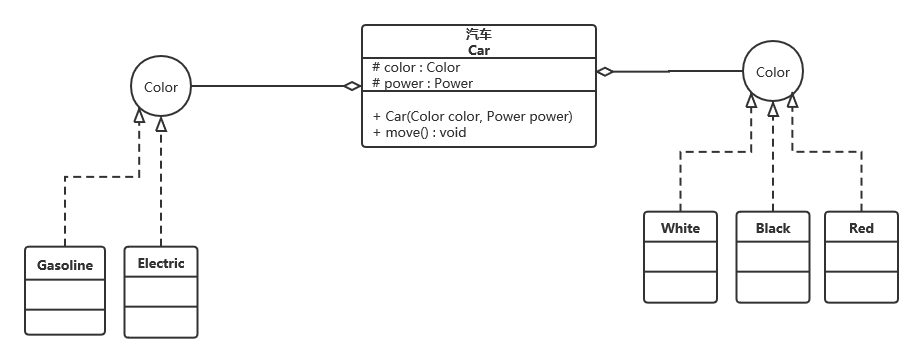 汽车
Car
# color : Color
# power : Power
+ Car(Color color, Power power)
+ move() : void
Color
Color
Gasoline
Electric
White
Black
Red